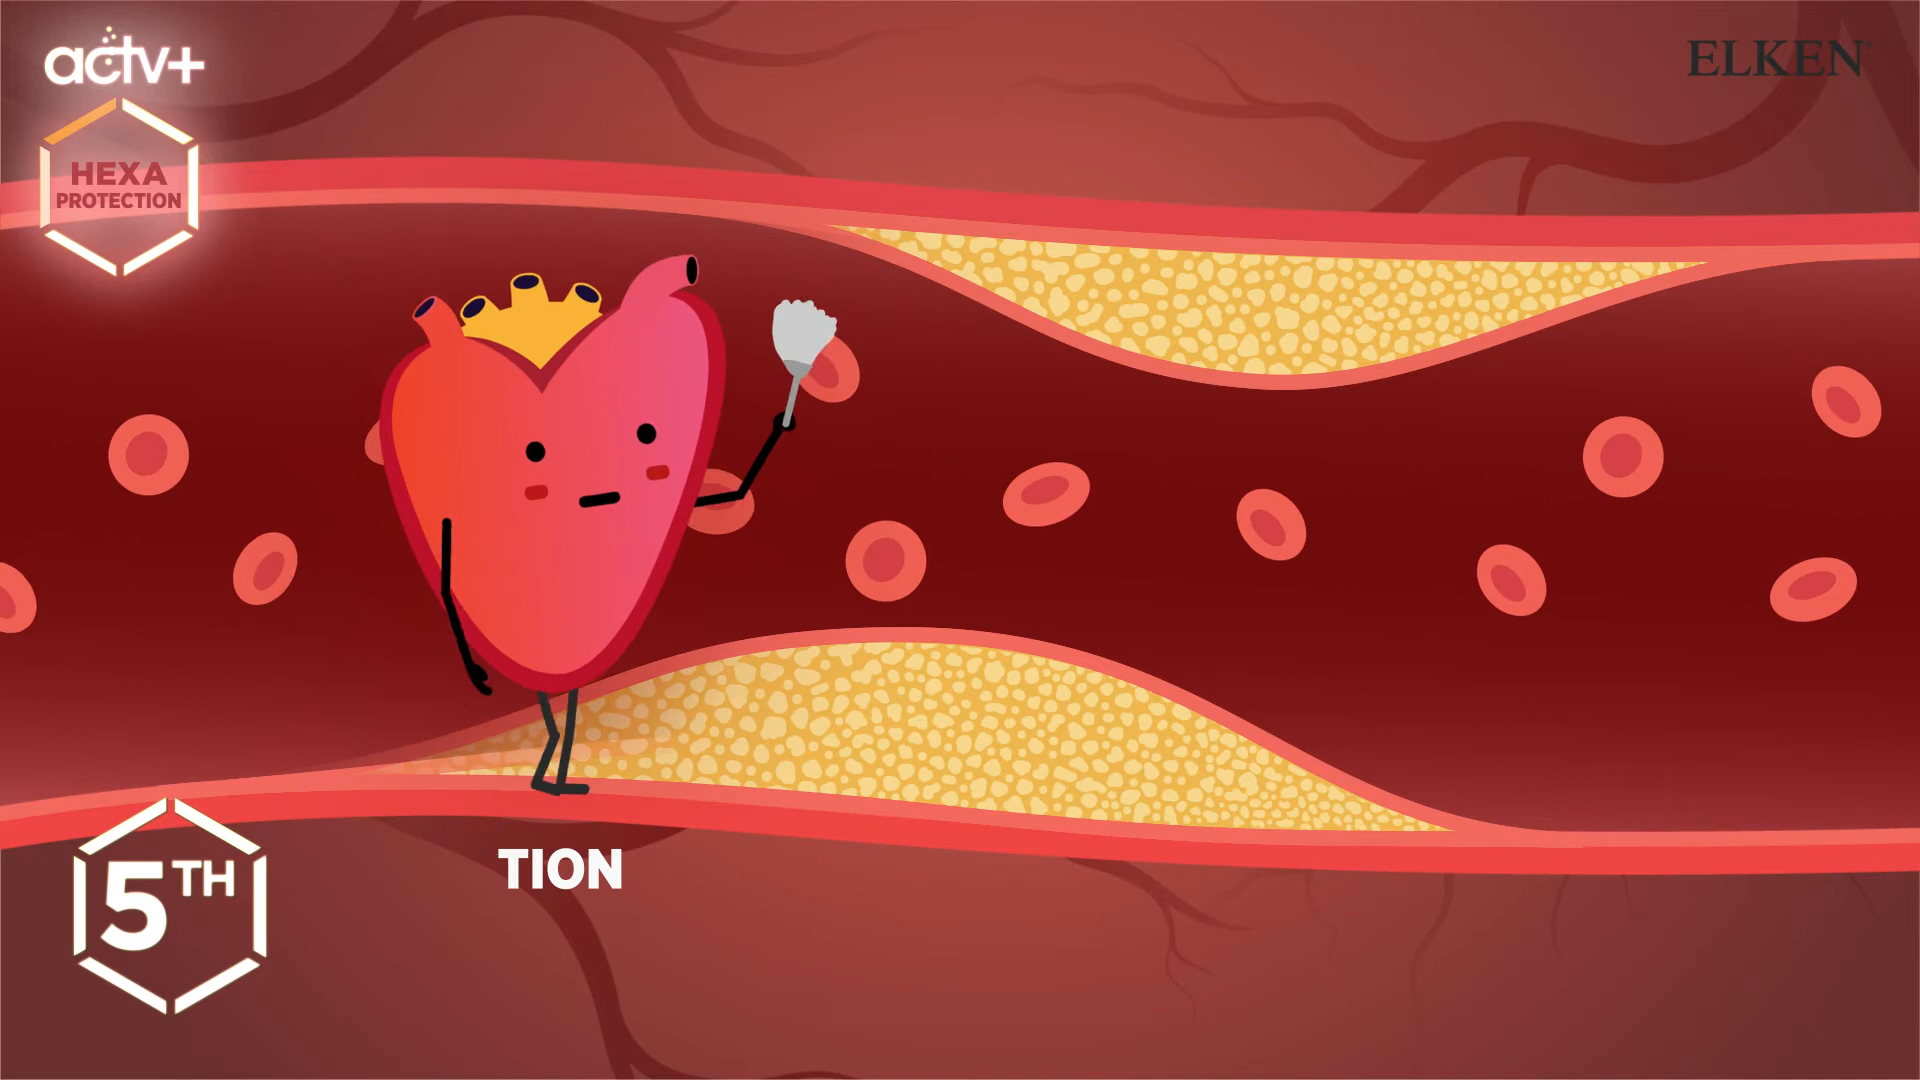 actv+
ELKEN
HEXA
PROTECTION
5TH
TION